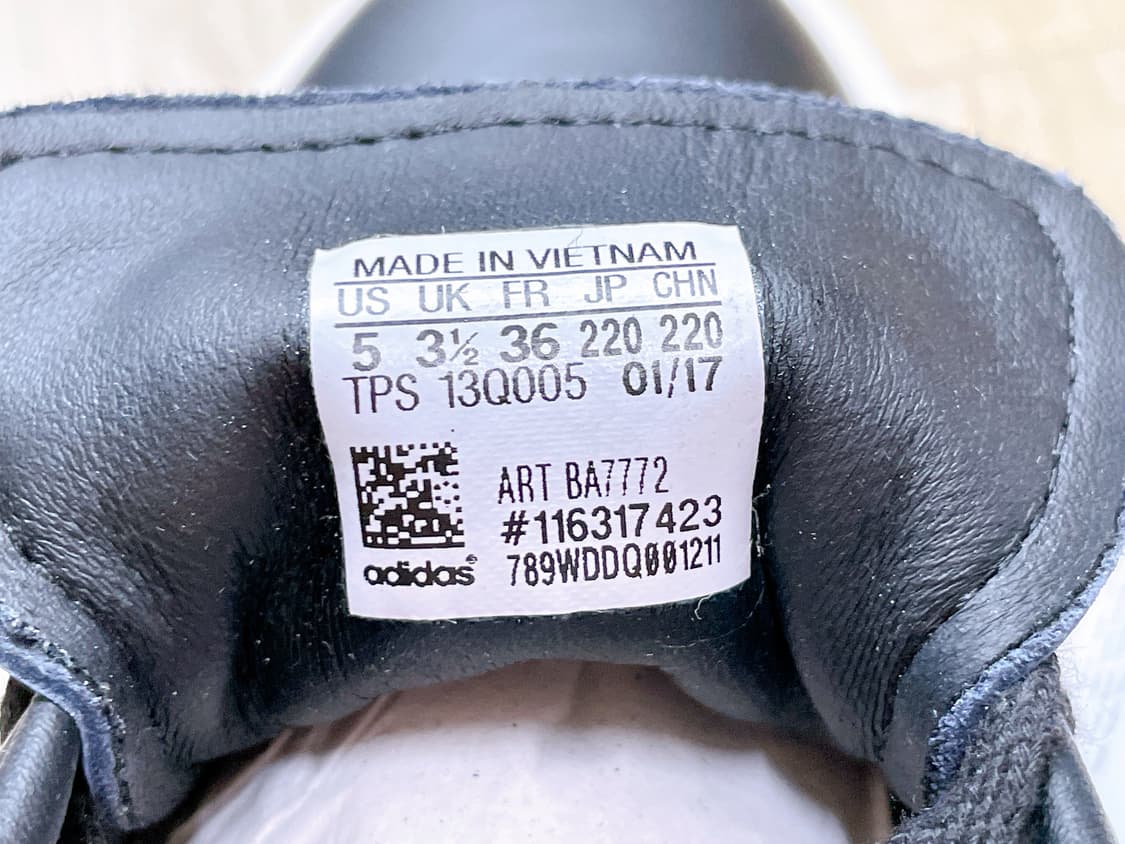 MADE IN VIETNAM
US UK FR JP CHN
5 3½ 36 220 220
TPS 13Q005 01/17
ART BA7772
#116317423
adidas® 789WDDQ001211